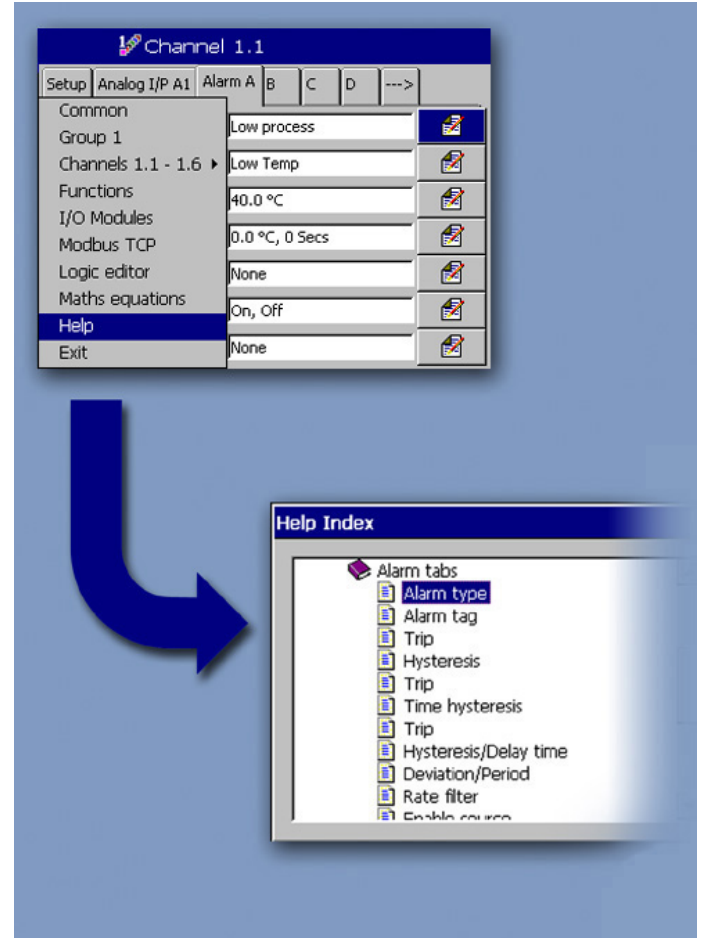 Channel 1.1
Setup Analog I/P A1 Alarm A B C D --->
Common
Group 1
Channels 1.1 - 1.6
Functions
I/O Modules
Modbus TCP
Logic editor
Maths equations
Help
Exit
Low process
Low Temp
40.0 °C
0.0 °C, 0 Secs
None
On, Off
None
Help Index
Alarm tabs
Alarm type
Alarm tag
Trip
Hysteresis
Trip
Time hysteresis
Trip
Hysteresis/Delay time
Deviation/Period
Rate filter
Enable source